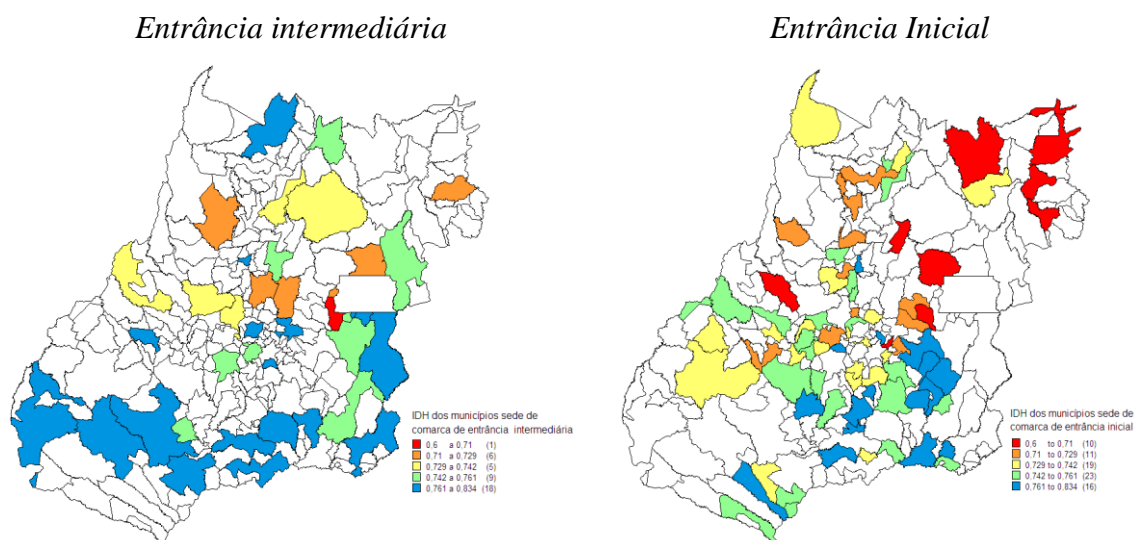 Entrância intermediária
Entrância Inicial
IDH dos municípios sede de
comarca de entrância intermediária
0,6 a 0,71 (1)
0,71 a 0,729 (6)
0,729 a 0,742 (5)
0,742 a 0,761 (9)
0,761 a 0,834 (18)
IDH dos municípios sede de
comarca de entrância inicial
0,6 to 0,71 (10)
0,71 to 0,729 (11)
0,729 to 0,742 (19)
0,742 to 0,761 (23)
0,761 to 0,834 (16)